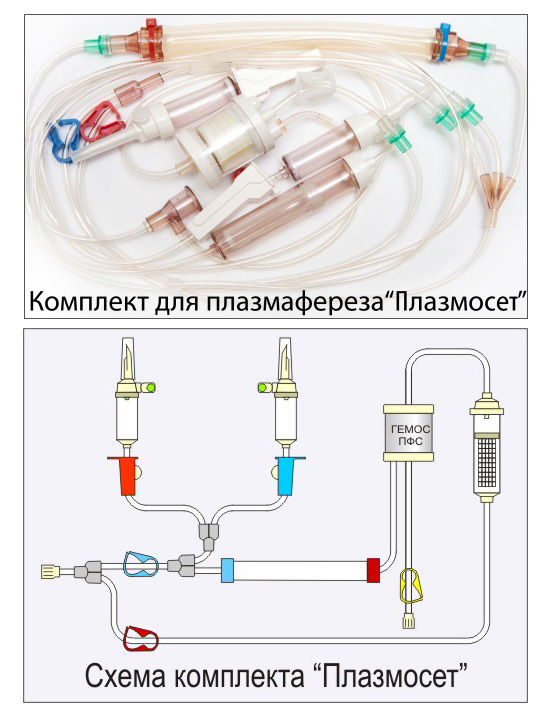 Комплект для плазмафереза“Плазмосет”
ГЕМОС
ПФС
Схема комплекта “Плазмосет”